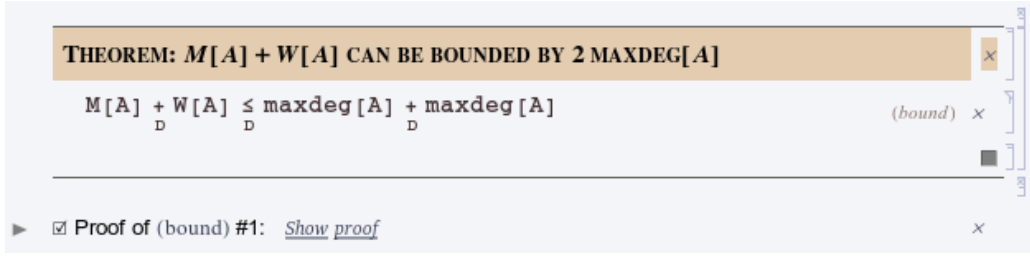 THEOREM: M[A] + W[A] CAN BE BOUNDED BY 2 MAXDEG[A]
M[A] + W[A] ≤ maxdeg[A] + maxdeg[A]
D D D
(bound)
Proof of (bound) #1: Show proof